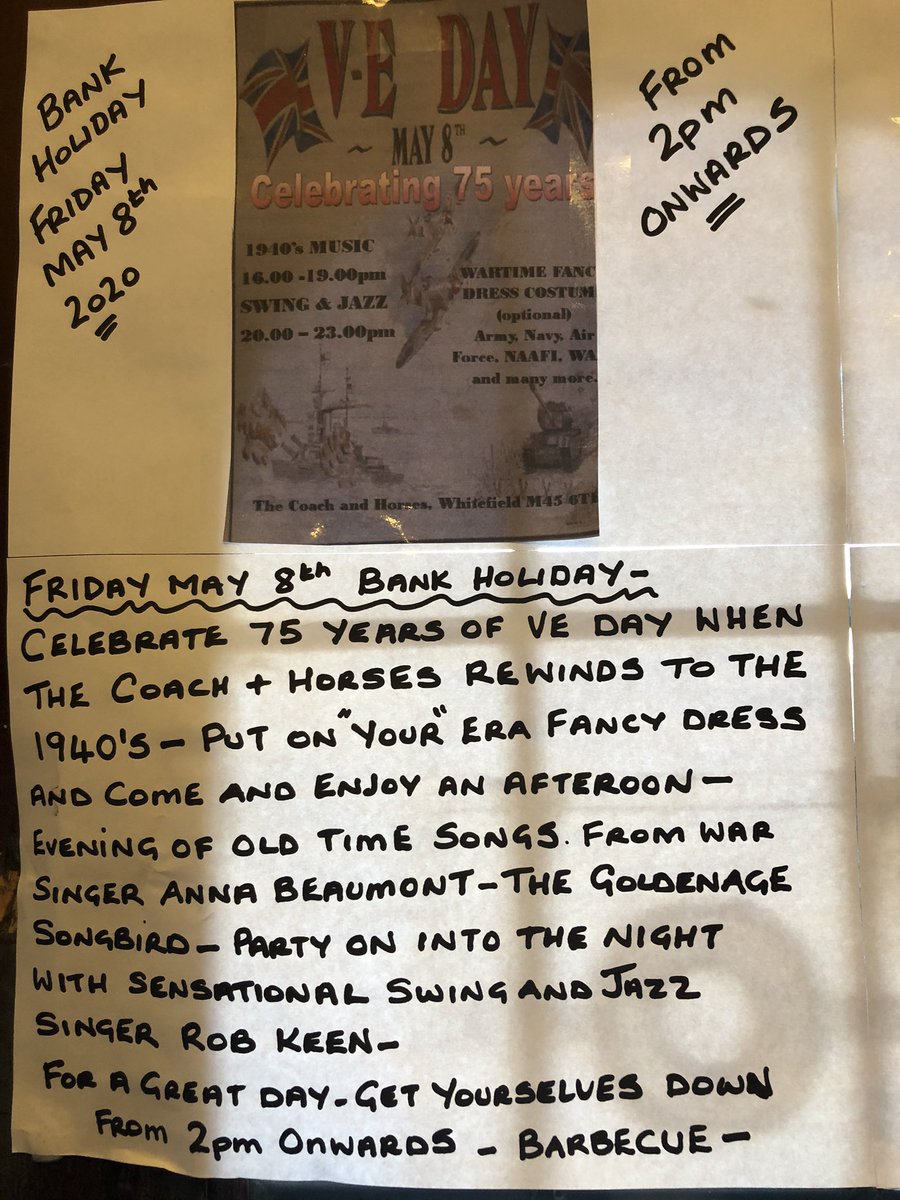 BANK
HOLIDAY
FRIDAY
MAY 8th
2020
V-E DAY
~ MAY 8TH ~
Celebrating 75 years
1940's MUSIC
16.00 -19.00pm
SWING & JAZZ
20.00 – 23.00pm
WARTIME FANC
DRESS COSTUM
(optional)
Army, Navy, Air
Force, NAAFI, WA
and many more.
The Coach and Horses, Whitefield M45 6T
FROM
2pm
ONWARDS
FRIDAY MAY 8th BANK HOLIDAY-
CELEBRATE 75 YEARS OF VE DAY WHEN
THE COACH + HORSES REWINDS TO THE
1940'S - PUT ON "YOUR" ERA FANCY DRESS
AND COME AND ENJOY AN AFTEROON -
EVENING OF OLD TIME SONGS. FROM WAR
SINGER ANNA BEAUMONT - THE GOLDENAGE
SONGBIRD - PARTY ON INTO THE NIGHT
WITH SENSATIONAL SWING AND JAZZ
SINGER ROB KEEN -
FOR A GREAT DAY - GET YOURSELVES DOWN
FROM 2pm ONWARDS - BARBECUE -